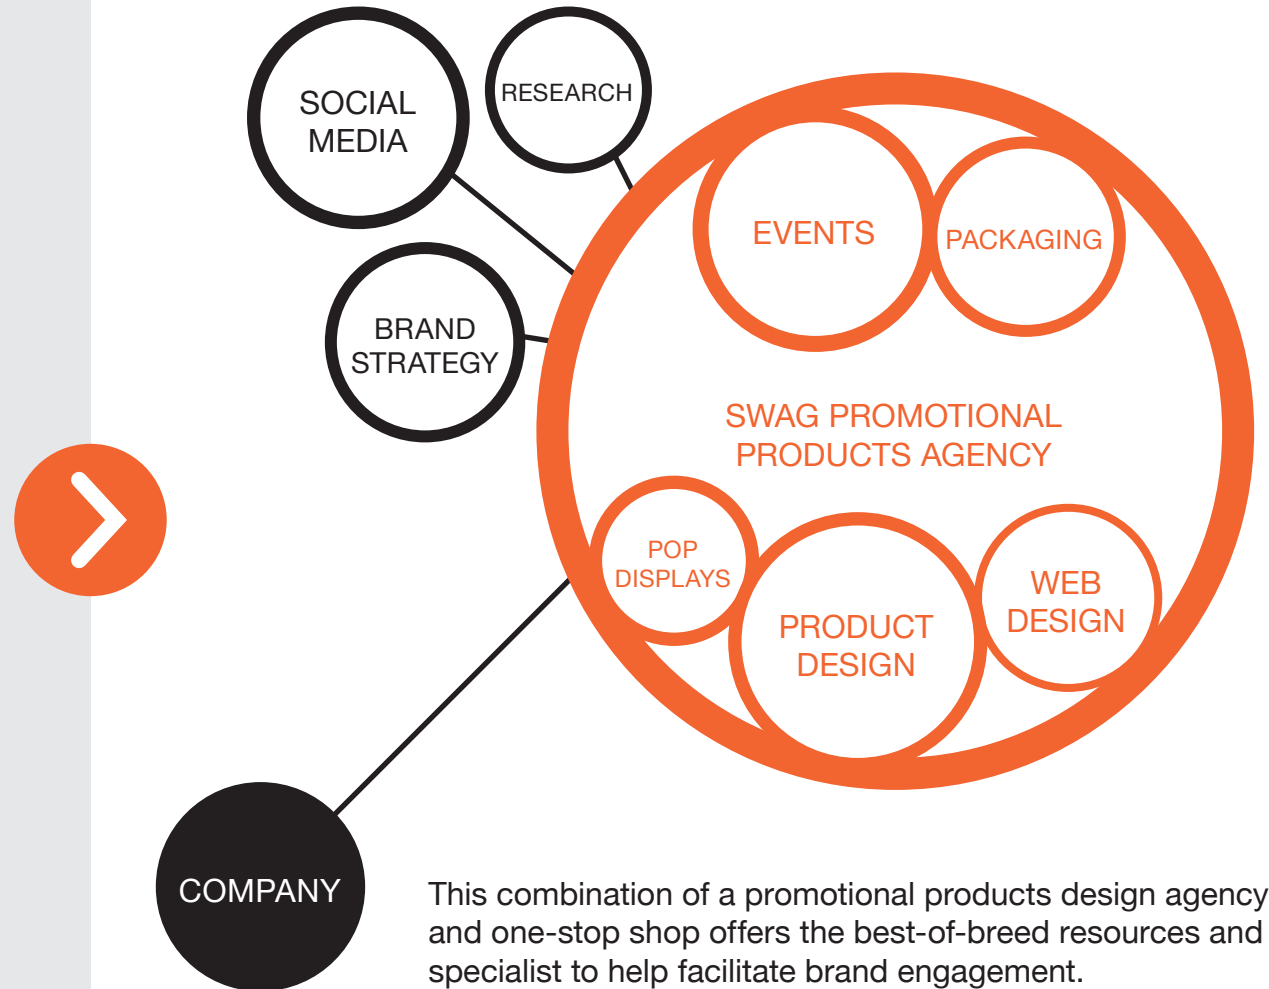 SOCIAL
MEDIA
RESEARCH
BRAND
STRATEGY
EVENTS
PACKAGING
SWAG PROMOTIONAL
PRODUCTS AGENCY
POP
DISPLAYS
PRODUCT
DESIGN
WEB
DESIGN
COMPANY
This combination of a promotional products design agency
and one-stop shop offers the best-of-breed resources and
specialist to help facilitate brand engagement.